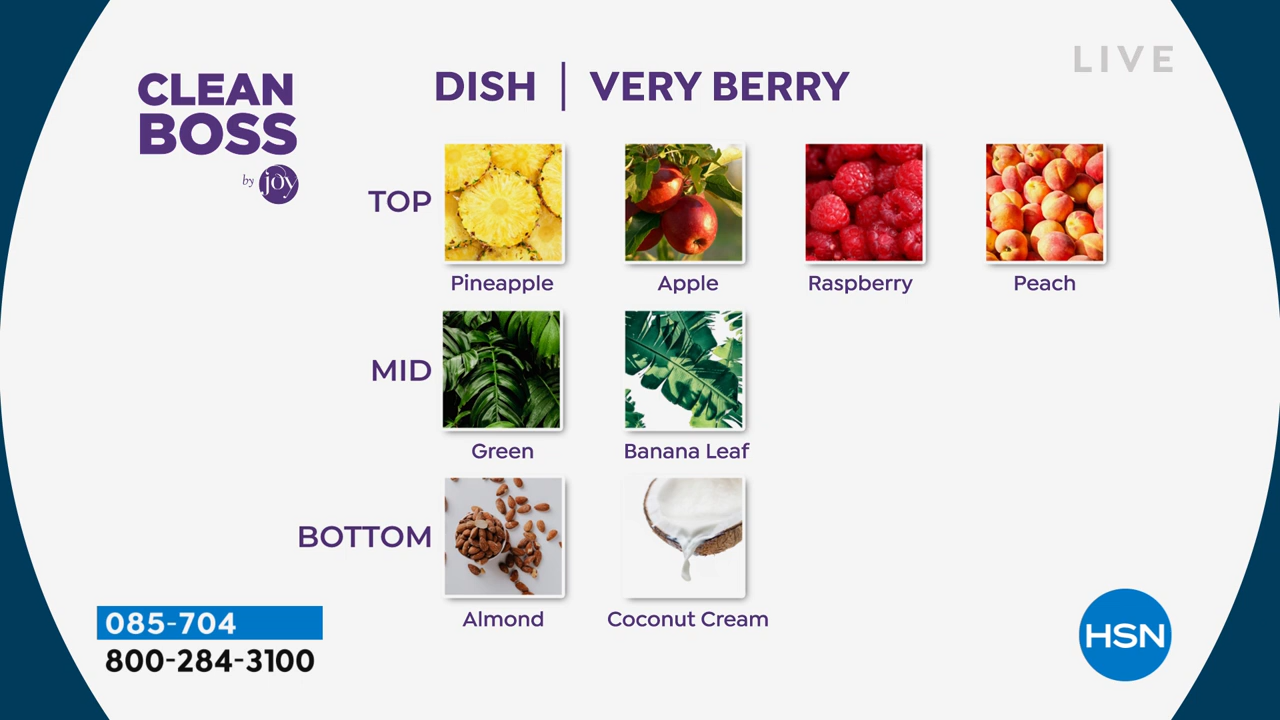 LIVE
CLEAN
BOSS
by joy
DISH | VERY BERRY
TOP
Pineapple
Apple
Raspberry
Peach
MID
Green
Banana Leaf
BOTTOM
Almond
Coconut Cream
085-704
800-284-3100
HSN